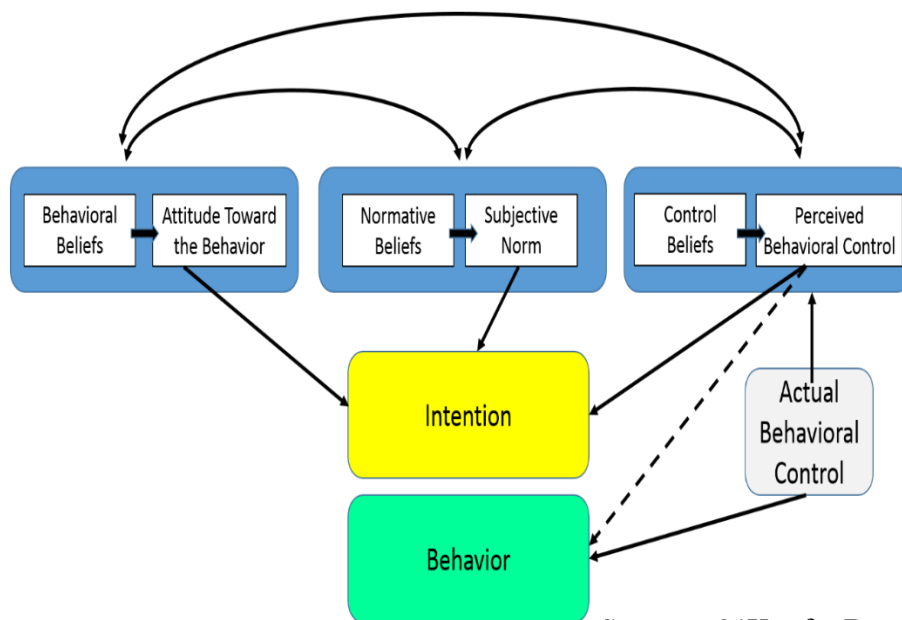 Behavioral
Beliefs
Attitude Toward
the Behavior
Normative
Beliefs
Subjective
Norm
Control
Beliefs
Perceived
Behavioral Control
Intention
Actual
Behavioral
Control
Behavior